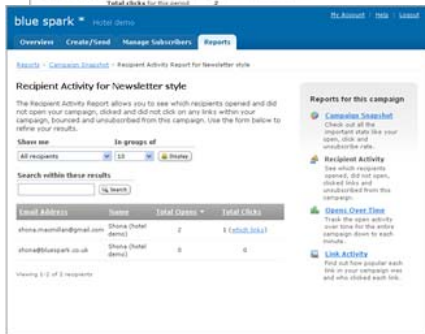 Total clicks for this period 2
blue spark * Hotel demo
My Account | Help | Logout
Overview Create/Send Manage Subscribers Reports
Reports > Campaign Snapshot > Recipient Activity Report for Newsletter style
Recipient Activity for Newsletter style
The Recipient Activity Report allows you to see which recipients opened and did
not open your campaign, clicked and did not click on any links within your
campaign, bounced and unsubscribed from this campaign. Use the form below to
refine your results.
Show me In groups of
All recipients 10 Display
Search within these results
Search
Email Address Name Total Opens Total Clicks
shona.macmillan@gmail.com Shona (hotel demo) 2 1 (which links)
shona@bluespark.co.uk Shona (hotel demo) 0 0
Viewing 1-2 of 2 recipients
Reports for this campaign
Campaign Snapshot
Check out all the
important stats like your
open, click and
unsubscribe rate.
Recipient Activity
See which recipients
opened, did not open,
clicked links and
unsubscribed from this
campaign.
Opens Over Time
Track the open activity
over time for the entire
campaign down to each
minute.
Link Activity
Find out how popular each
link in your campaign was
and who clicked each link.